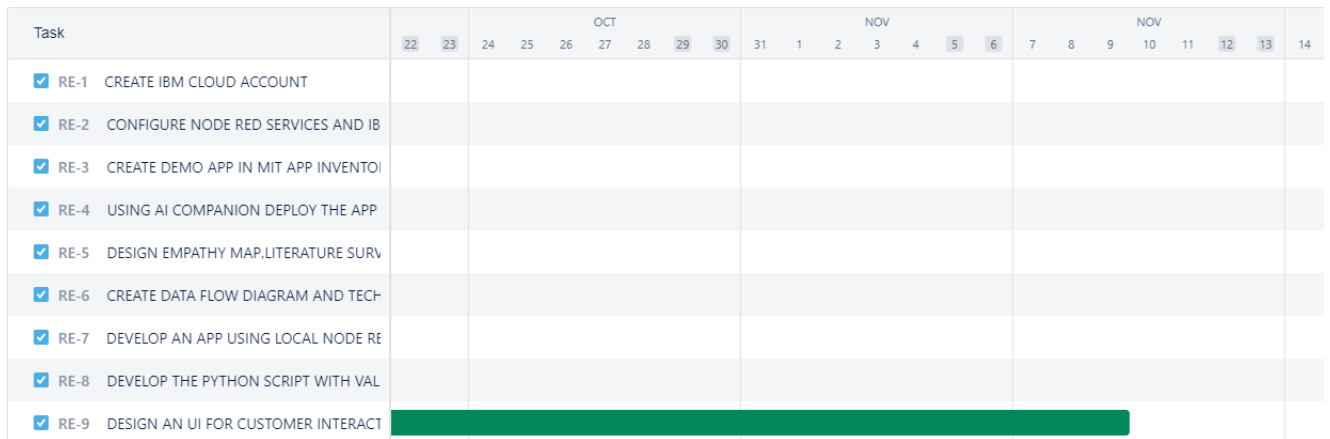 Task
OCT NOV NOV
22 23 24 25 26 27 28 29 30 31 1 2 3 4 5 6 7 8 9 10 11 12 13 14
RE-1 CREATE IBM CLOUD ACCOUNT
RE-2 CONFIGURE NODE RED SERVICES AND IB
RE-3 CREATE DEMO APP IN MIT APP INVENTO
RE-4 USING AI COMPANION DEPLOY THE APP
RE-5 DESIGN EMPATHY MAP,LITERATURE SURV
RE-6 CREATE DATA FLOW DIAGRAM AND TECH
RE-7 DEVELOP AN APP USING LOCAL NODE RE
RE-8 DEVELOP THE PYTHON SCRIPT WITH VAL
RE-9 DESIGN AN UI FOR CUSTOMER INTERACT